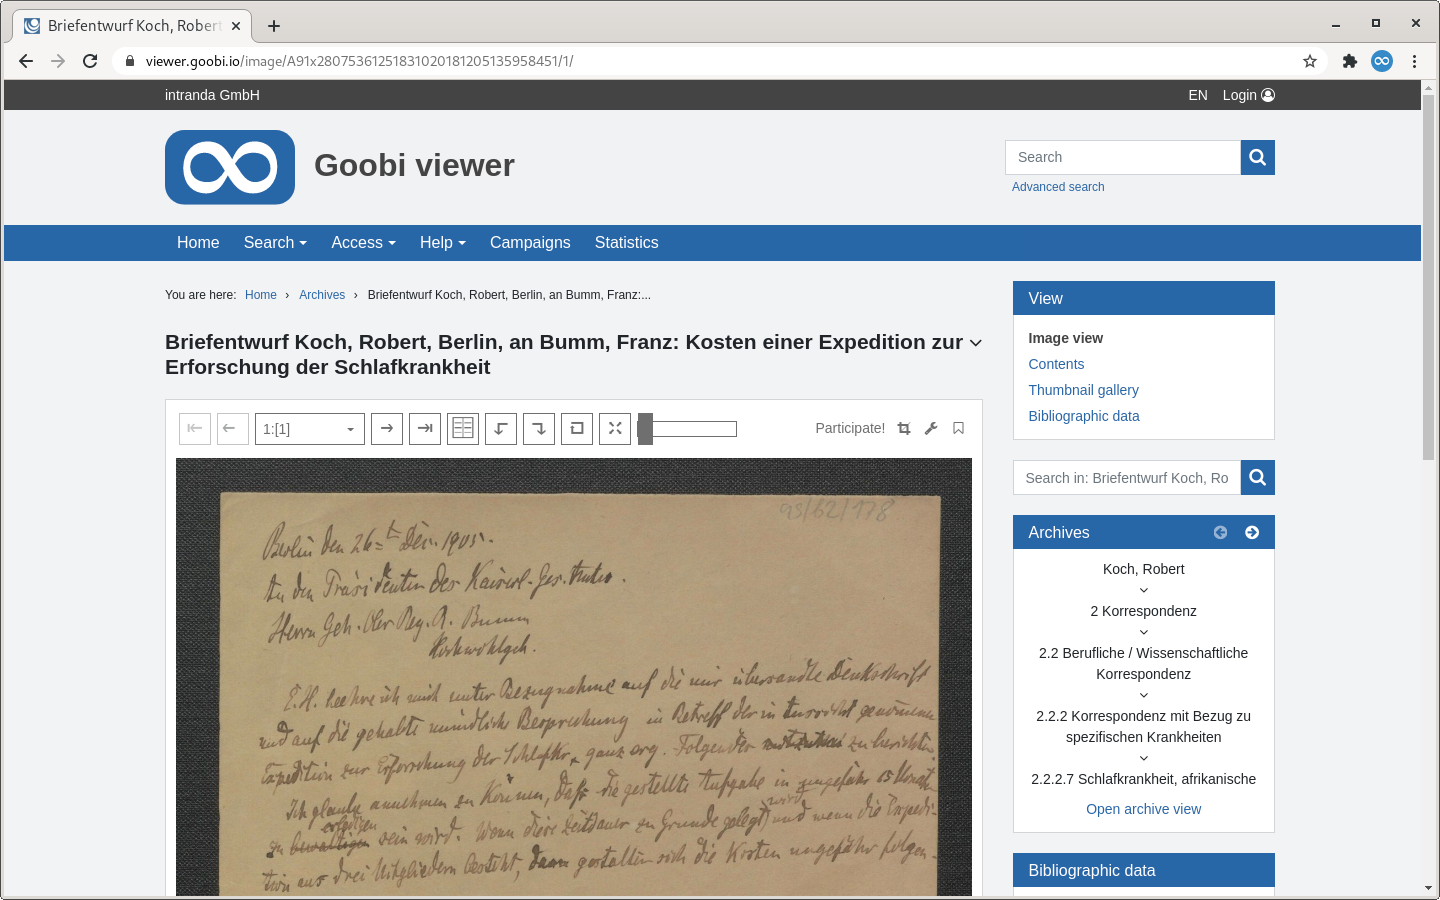 Briefentwurf Koch, Rober
viewer.goobi.io/image/A91x28075361251831020181205135958451/1/
intranda GmbH
EN Login
Goobi viewer
Search
Advanced search
Home Search Access Help Campaigns Statistics
You are here: Home › Archives › Briefentwurf Koch, Robert, Berlin, an Bumm, Franz:...
Briefentwurf Koch, Robert, Berlin, an Bumm, Franz: Kosten einer Expedition zur
Erforschung der Schlafkrankheit
1:[1]
Participate!
95/62/178
Berlin den 26t Dec. 1905.
An den Präsidenten des Kaiserl. Ges. Amtes.
Herrn Geh. Ober Reg. R. Bumm
Hochwohlgeb.
E.H. beehre ich mich unter Bezugnahme auf die mir übersandte Denkschrift
und auf die gehabte mündliche Besprechung in Betreff der in Aussicht genommene
Expedition zur Erforschung der Schlafkr. ganz erg. Folgendes zu berichten.
Ich glaube annehmen zu können, daß die gestellte Aufgabe in ungefähr Monat
erledigen
zu bewältigen sein wird. Wenn diese Zeitdauer zu Grunde gelegt wird und wenn die Expedi-
tion aus drei Mitgliedern besteht, dann gestalten sich die Kosten ungefähr folgen-
View
Image view
Contents
Thumbnail gallery
Bibliographic data
Search in: Briefentwurf Koch, Ro
Archives
Koch, Robert
2 Korrespondenz
2.2 Berufliche / Wissenschaftliche
Korrespondenz
2.2.2 Korrespondenz mit Bezug zu
spezifischen Krankheiten
2.2.2.7 Schlafkrankheit, afrikanische
Open archive view
Bibliographic data